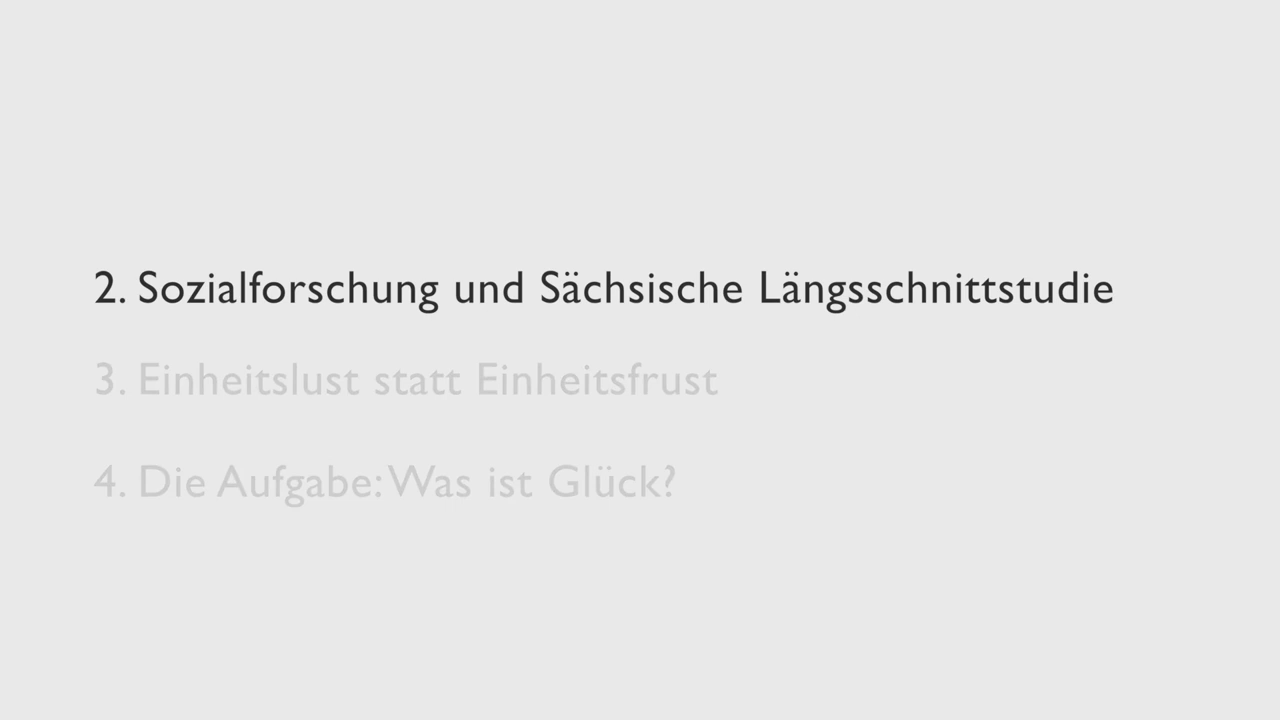 2. Sozialforschung und Sächsische Längsschnittstudie
3. Einheitslust statt Einheitsfrust
4. Die Aufgabe: Was ist Glück?